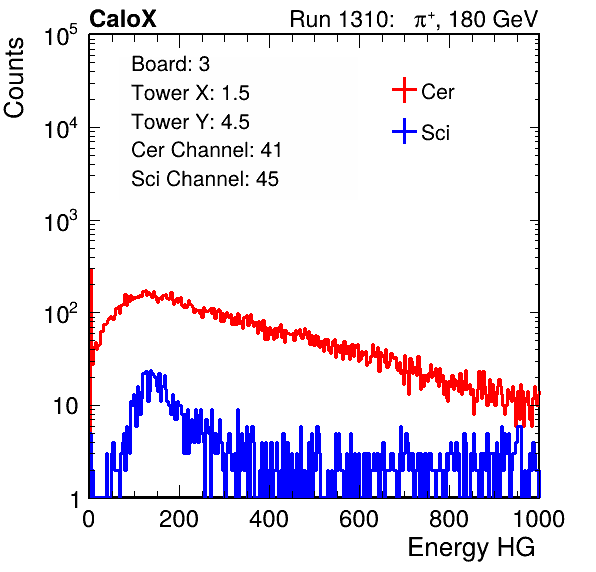 CaloX Run 1310: π⁺, 180 GeV
Counts
10⁵
10⁴
10³
10²
10
1
Board: 3
Tower X: 1.5
Tower Y: 4.5
Cer Channel: 41
Sci Channel: 45
Cer
Sci
0 200 400 600 800 1000
Energy HG